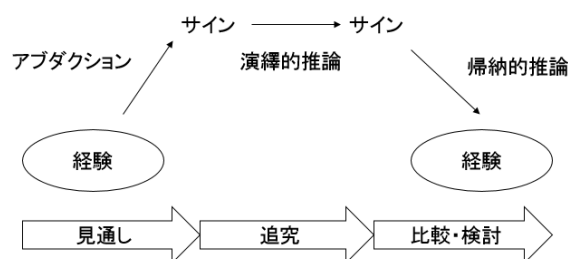 サイン
サイン
アブダクション
演繹的推論
帰納的推論
経験
経験
見通し
追究
比較・検討